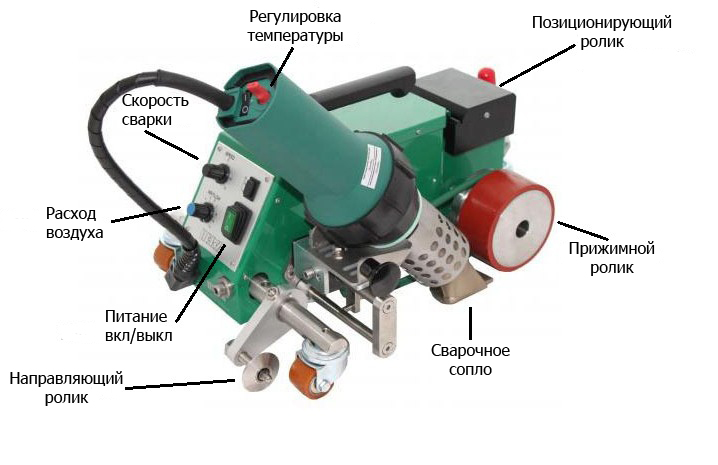 Регулировка
температуры
Позиционирующий
ролик
Скорость
сварки
Расход
воздуха
Прижимной
ролик
Питание
вкл/выкл
Сварочное
сопло
Направляющий
ролик